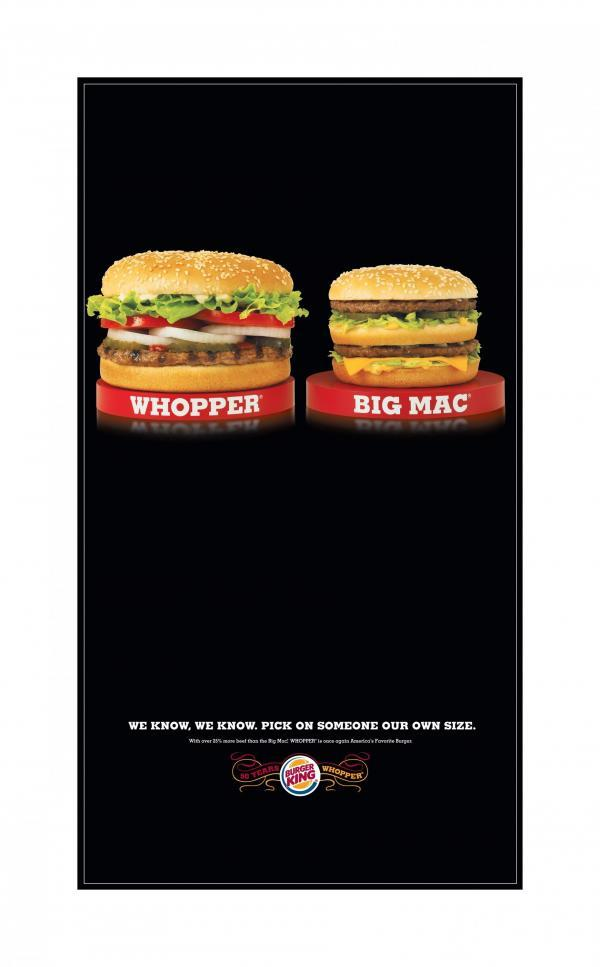 WHOPPER®
BIG MAC®
WE KNOW, WE KNOW. PICK ON SOMEONE OUR OWN SIZE.
With over 25% more beef than the Big Mac,® WHOPPER® is once again America's Favorite Burger.
50 YEARS BURGER KING WHOPPER®